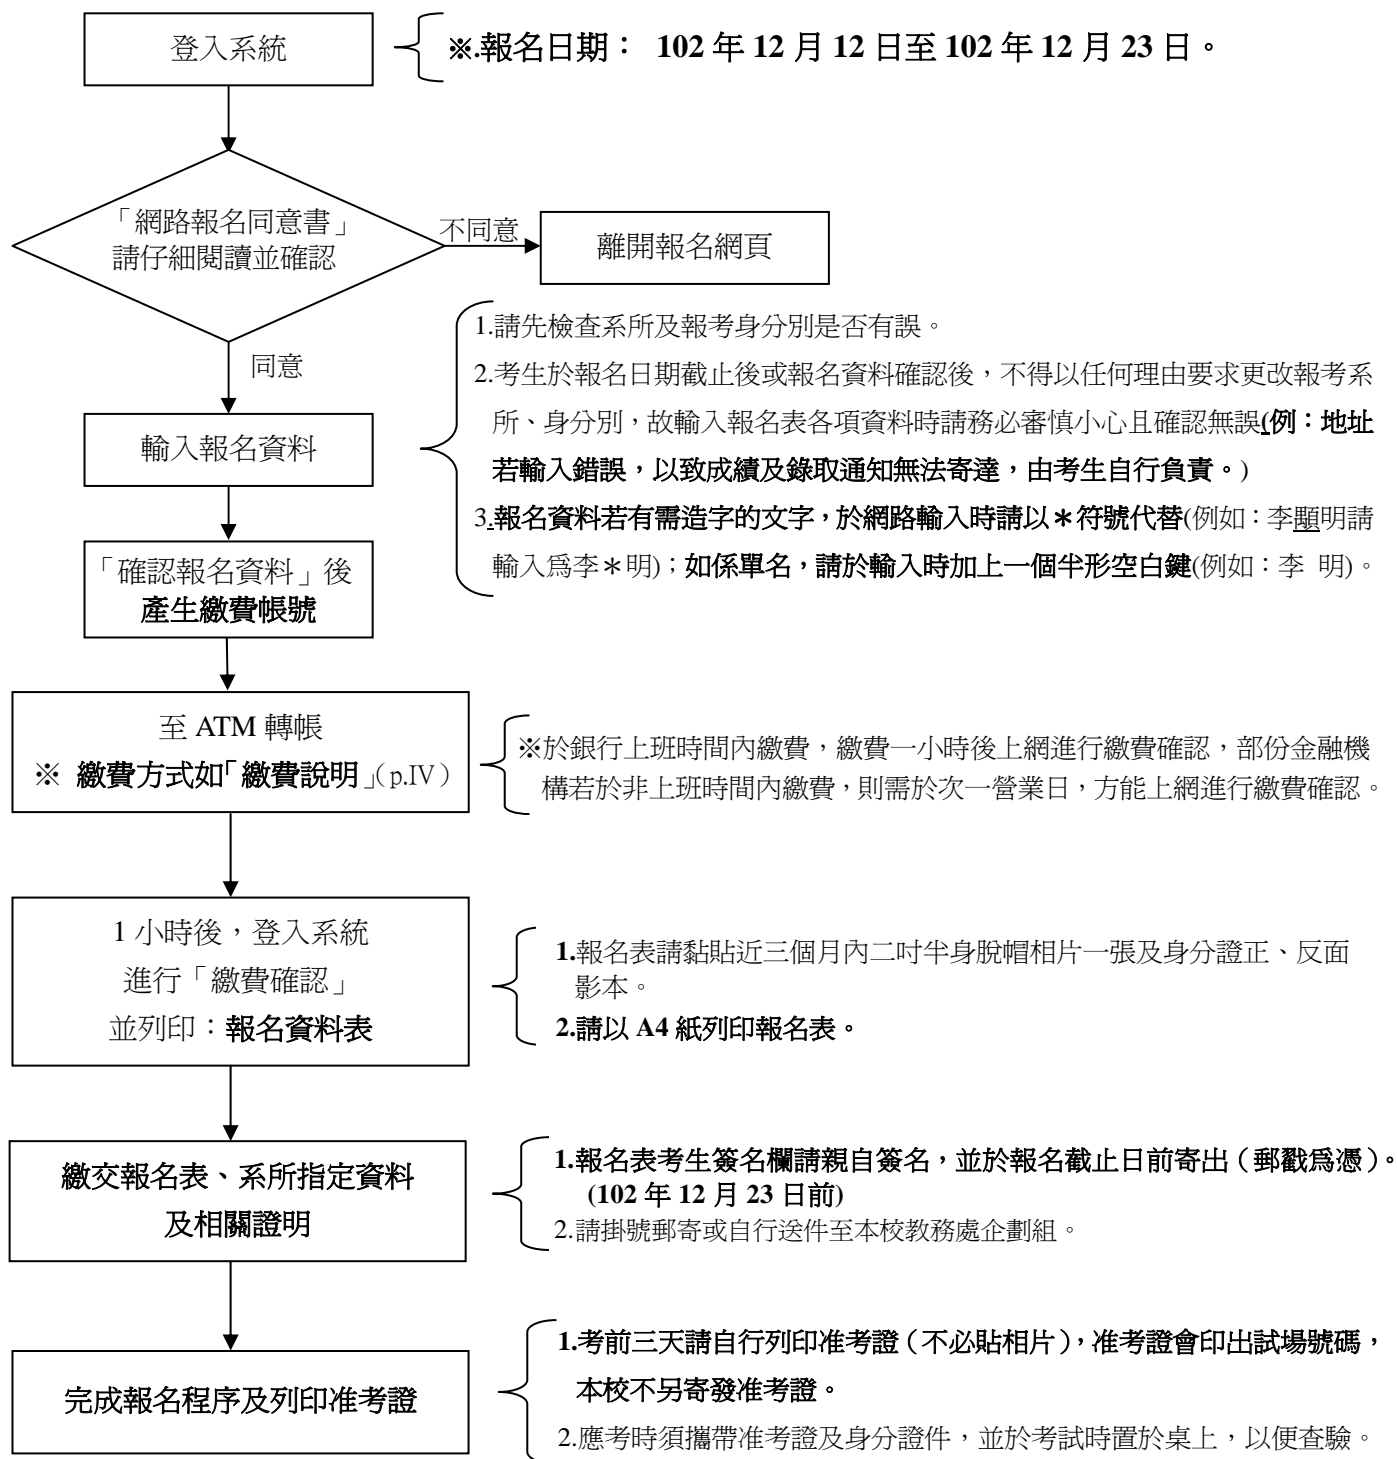 登入系統
※.報名日期： 102 年 12 月 12 日至 102 年 12 月 23 日。
「網路報名同意書」
請仔細閱讀並確認
不同意
離開報名網頁
同意
1.請先檢查系所及報考身分別是否有誤。
2.考生於報名日期截止後或報名資料確認後，不得以任何理由要求更改報考系
所、身分別，故輸入報名表各項資料時請務必審慎小心且確認無誤(例：地址
若輸入錯誤，以致成績及錄取通知無法寄達，由考生自行負責。)
3.報名資料若有需造字的文字，於網路輸入時請以＊符號代替(例如：李顯明請
輸入為李＊明)；如係單名，請於輸入時加上一個半形空白鍵(例如：李 明)。
輸入報名資料
「確認報名資料」後
產生繳費帳號
至 ATM 轉帳
※ 繳費方式如「繳費說明」（p.IV）
※於銀行上班時間內繳費，繳費一小時後上網進行繳費確認，部份金融機
構若於非上班時間內繳費，則需於次一營業日，方能上網進行繳費確認。
1 小時後，登入系統
進行「繳費確認」
並列印：報名資料表
1.報名表請黏貼近三個月內二吋半身脫帽相片一張及身分證正、反面
影本。
2.請以 A4 紙列印報名表。
繳交報名表、系所指定資料
及相關證明
1.報名表考生簽名欄請親自簽名，並於報名截止日前寄出（郵戳為憑）。
(102 年 12 月 23 日前)
2.請掛號郵寄或自行送件至本校教務處企劃組。
完成報名程序及列印准考證
1.考前三天請自行列印准考證（不必貼相片），准考證會印出試場號碼，
本校不另寄發准考證。
2.應考時須攜帶准考證及身分證件，並於考試時置於桌上，以便查驗。